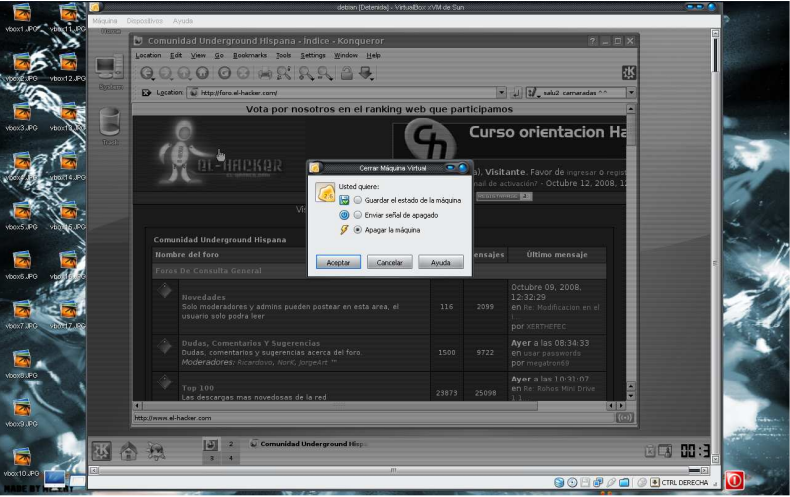 debian [Detenida] - VirtualBox xVM de Sun
Máquina Dispositivos Ayuda
Comunidad Underground Hispana - Índice - Konqueror
Location Edit View Go Bookmarks Tools Settings Window Help
Location: http://foro.el-hacker.com/
salu2 camaradas ^^
Vota por nosotros en el ranking web que participamos
EL-HACKER
Gh
Curso orientacion Ha
Visitante. Favor de ingresar o regist
mail de activación? - Octubre 12, 2008, 1
Cerrar Máquina Virtual
Usted quiere:
Guardar el estado de la máquina
Enviar señal de apagado
Apagar la máquina
Aceptar Cancelar Ayuda
Comunidad Underground Hispana
Nombre del foro ensajes Último mensaje
Foros De Consulta General
Novedades
Solo moderadores y admins pueden postear en esta area, el
usuario solo podra leer
116 2099
Octubre 09, 2008,
12:32:29
en Re: Modificacion en el
por XERTHEFEC
Dudas, Comentarios Y Sugerencias
Dudas, comentarios y sugerencias acerca del foro.
Moderadores: Ricardovo, NorK, JorgeArt ™
1500 9722
Ayer a las 08:34:33
en usar passwords
por megatron69
Top 100
Las descargas mas novedosas de la red
23873 25098
Ayer a las 10:31:07
en Re: Rohos Mini Drive
1.1
http://www.el-hacker.com
2
3 4
Comunidad Underground Hisp
CTRL DERECHA
vbox1.JPG vbox11.JPG
vbox2.JPG vbox12.JPG
System
vbox3.JPG vbox13.JPG
Trash
vbox4.JPG vbox14.JPG
vbox5.JPG vbox15.JPG
vbox6.JPG vbox16.JPG
vbox7.JPG vbox17.JPG
vbox8.JPG
vbox9.JPG
vbox10.JPG